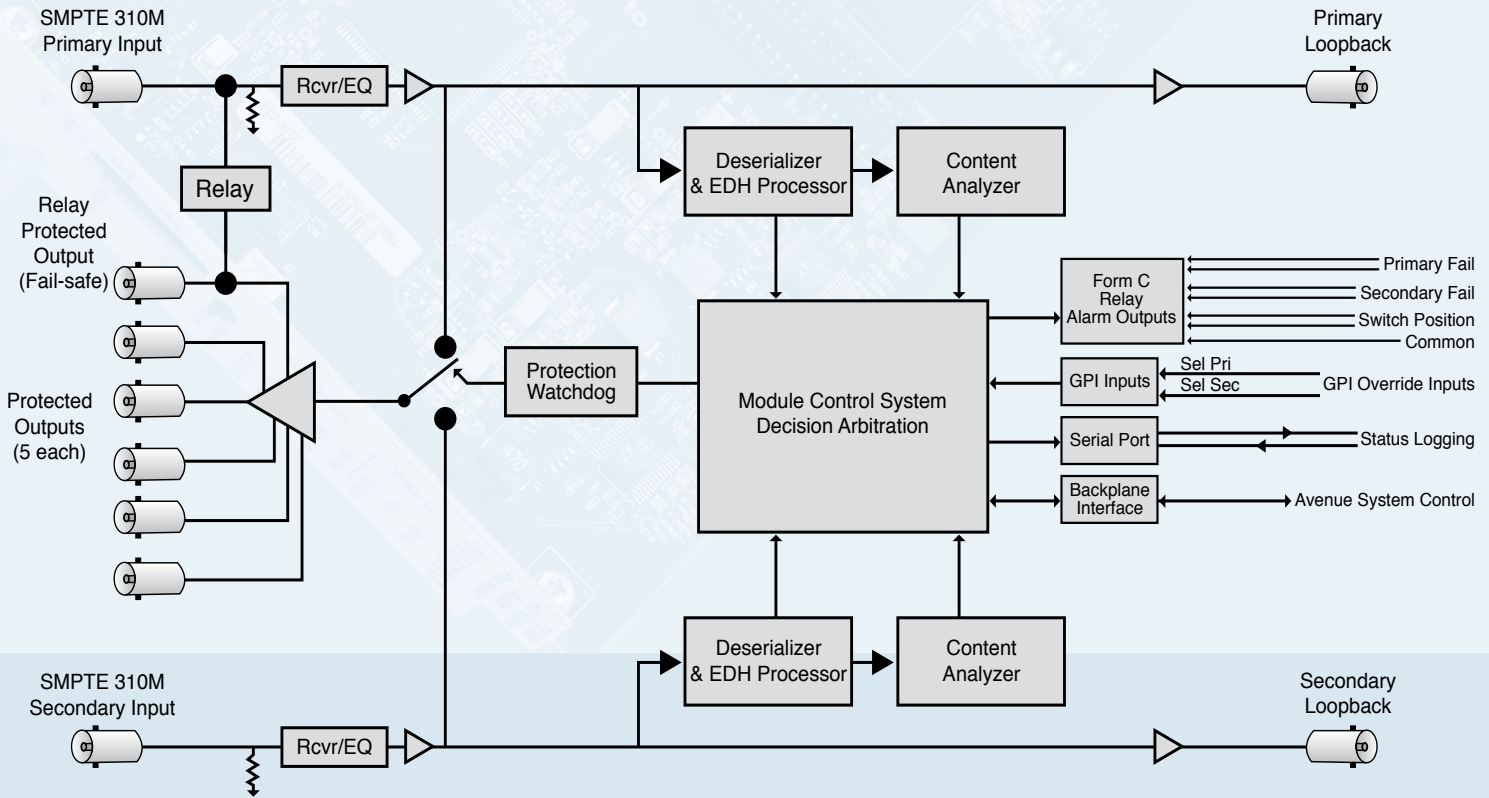 SMPTE 310M
Primary Input
Primary
Loopback
Rcvr/EQ
Deserializer
& EDH Processor
Content
Analyzer
Relay
Relay
Protected
Output
(Fail-safe)
Form C
Relay
Alarm Outputs
Primary Fail
Secondary Fail
Switch Position
Common
Protection
Watchdog
Module Control System
Decision Arbitration
GPI Inputs
Sel Pri
Sel Sec
GPI Override Inputs
Protected
Outputs
(5 each)
Serial Port
Status Logging
Backplane
Interface
Avenue System Control
Deserializer
& EDH Processor
Content
Analyzer
SMPTE 310M
Secondary Input
Secondary
Loopback
Rcvr/EQ